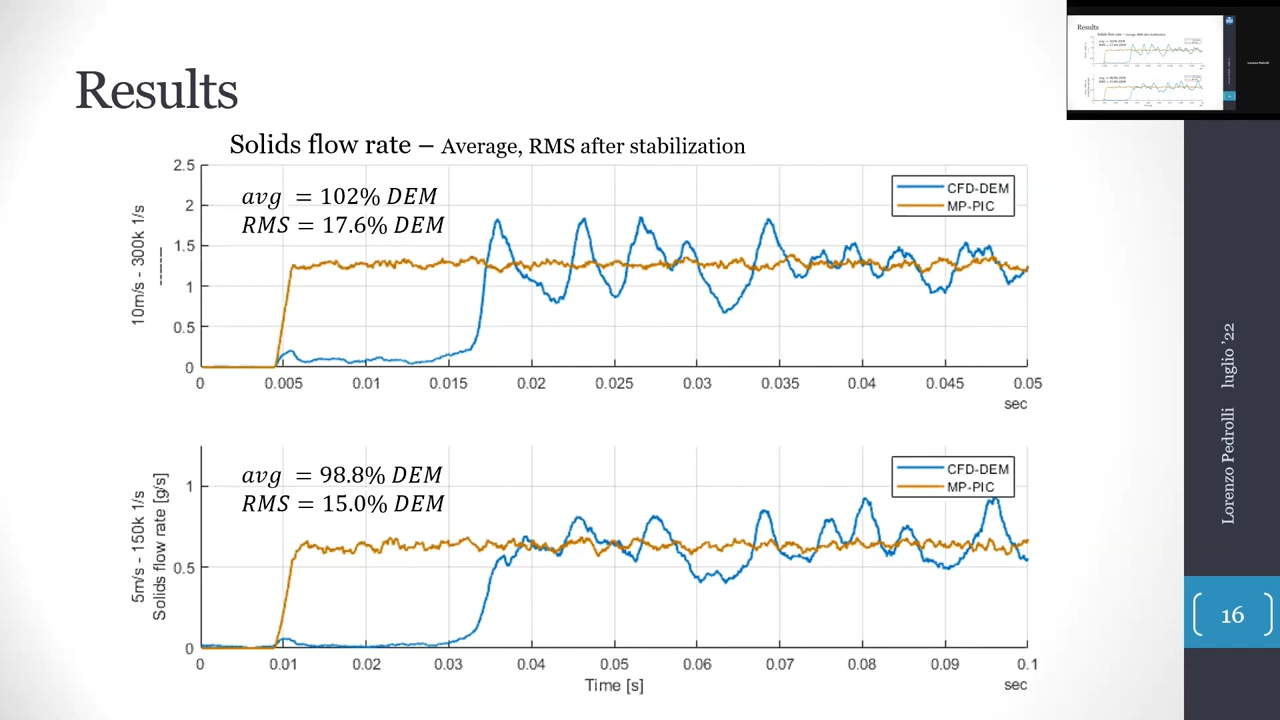 Results
Solids flow rate – Average, RMS after stabilization
avg = 102% DEM
RMS = 17.6% DEM
CFD-DEM
MP-PIC
10m/s - 300k 1/s
--------
2.5
2
1.5
1
0.5
0
0 0.005 0.01 0.015 0.02 0.025 0.03 0.035 0.04 0.045 0.05
sec
avg = 98.8% DEM
RMS = 15.0% DEM
CFD-DEM
MP-PIC
5m/s - 150k 1/s
Solids flow rate [g/s]
1
0.5
0
0 0.01 0.02 0.03 0.04 0.05 0.06 0.07 0.08 0.09 0.1
Time [s]
sec
Lorenzo Pedrolli luglio '22
16
Results
Lorenzo Pedrolli